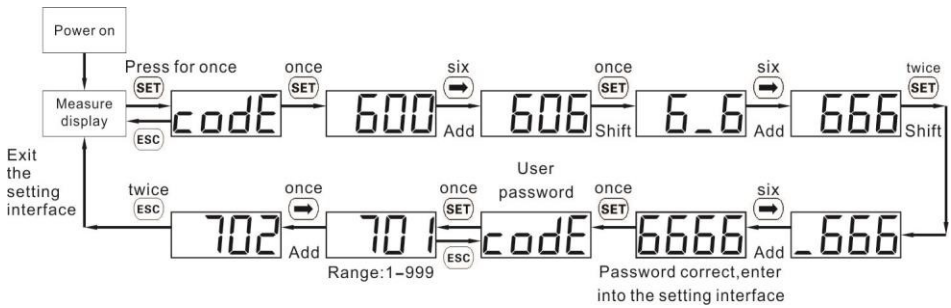 Power on
Press for once
SET
once
SET
six
once
SET
six
twice
SET
Measure
display
codE
600
Add
606
Shift
6_6
Add
666
Shift
ESC
Exit
the
setting
interface
User
password
twice
ESC
once
once
SET
once
SET
six
702
Add
701
codE
6666
Add
_666
ESC
Range:1-999
Password correct,enter
into the setting interface